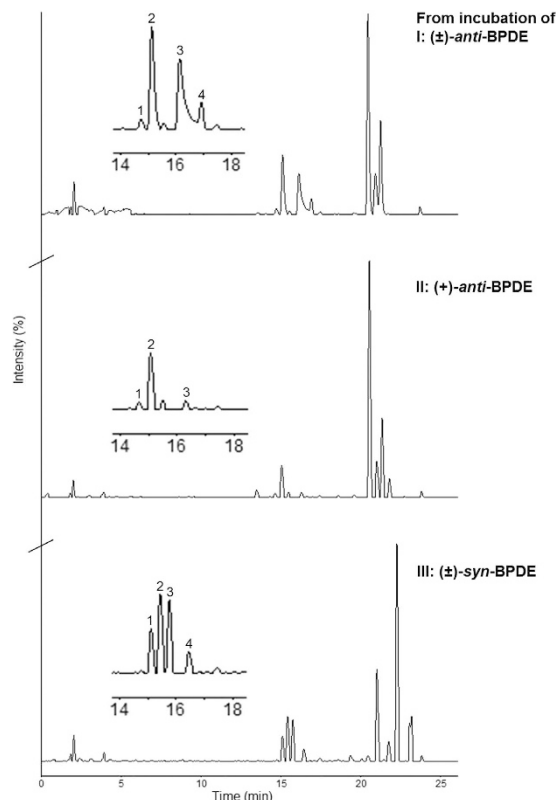 From incubation of
I: (±)-anti-BPDE
1 2 3 4
14 16 18
II: (+)-anti-BPDE
1 2 3
14 16 18
III: (±)-syn-BPDE
1 2 3 4
14 16 18
Intensity (%)
0 5 10 15 20 25
Time (min)